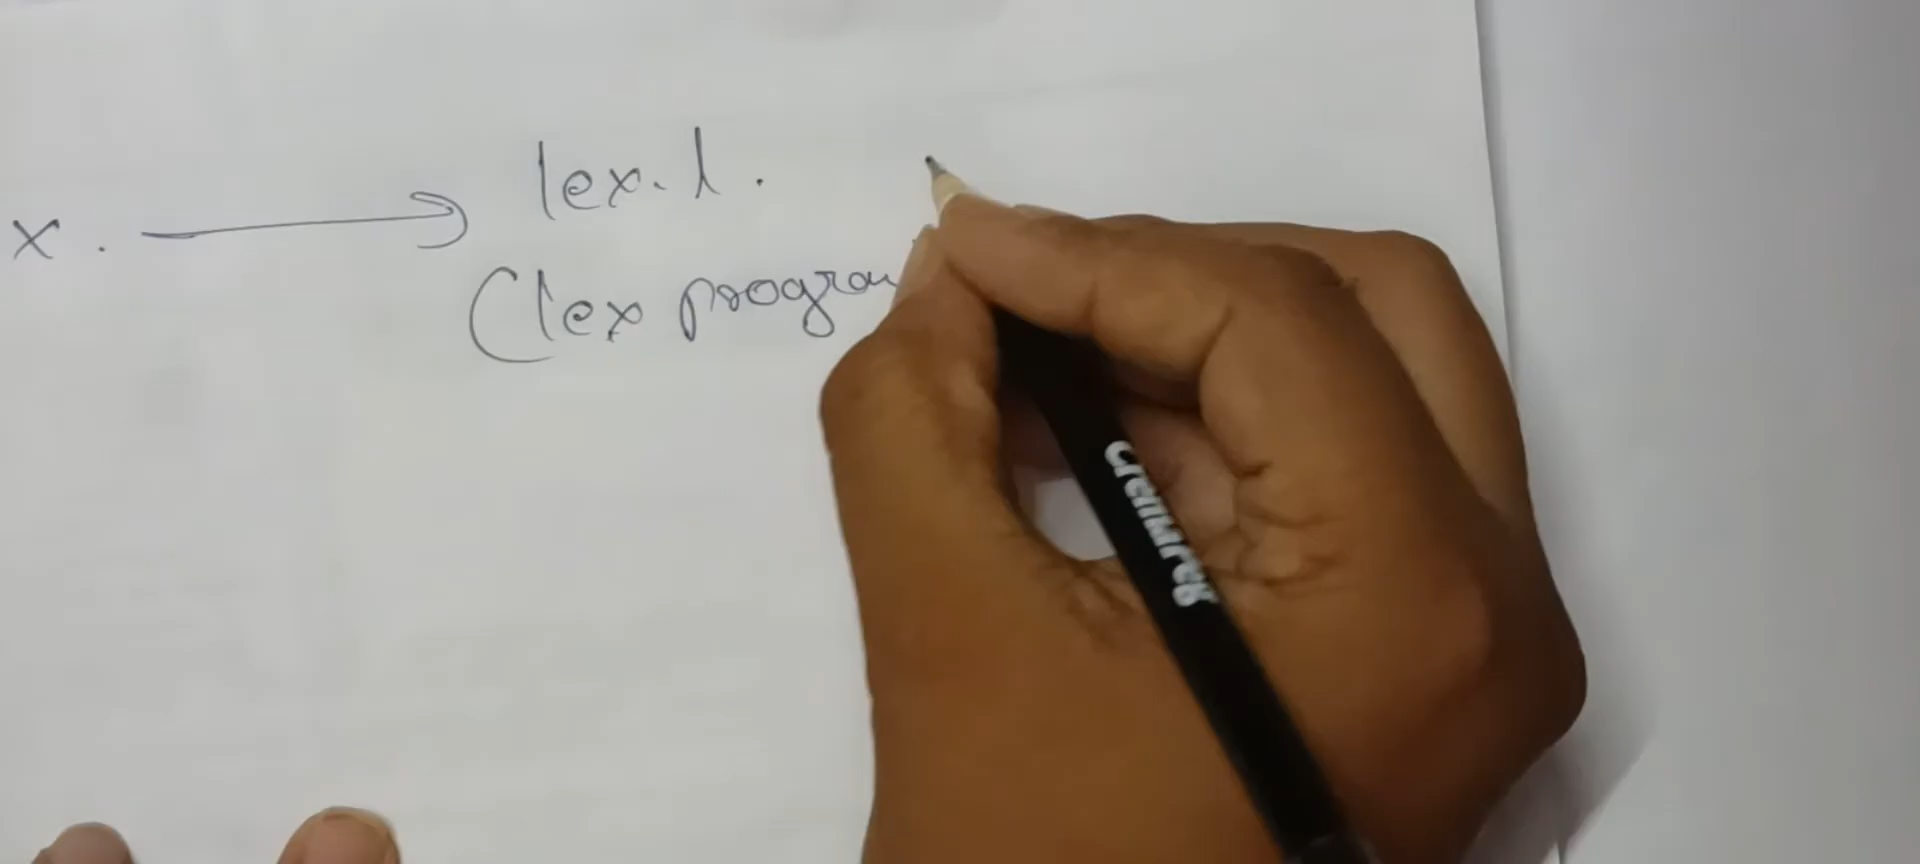 x. → lex.l.
(lex progra